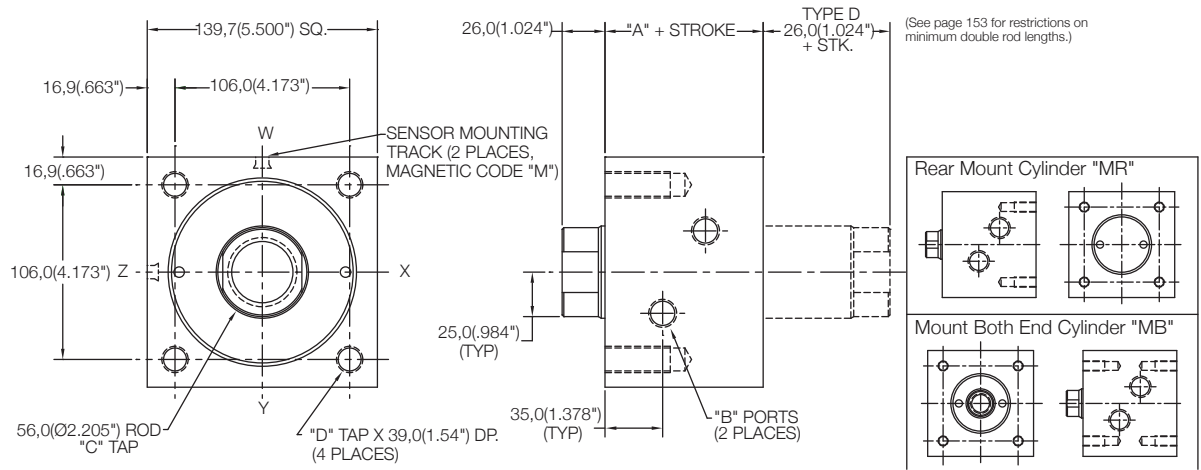 139,7(5.500") SQ.
26,0(1.024")
"A" + STROKE
TYPE D
26,0(1.024")
+ STK.
(See page 153 for restrictions on
minimum double rod lengths.)
16,9(.663")
106,0(4.173")
W
SENSOR MOUNTING
TRACK (2 PLACES,
MAGNETIC CODE "M")
16,9(.663")
106,0(4.173")
Z
X
Y
56,0(Ø2.205") ROD
"C" TAP
"D" TAP X 39,0(1.54") DP.
(4 PLACES)
25,0(.984")
(TYP)
35,0(1.378")
(TYP)
"B" PORTS
(2 PLACES)
Rear Mount Cylinder "MR"
Mount Both End Cylinder "MB"